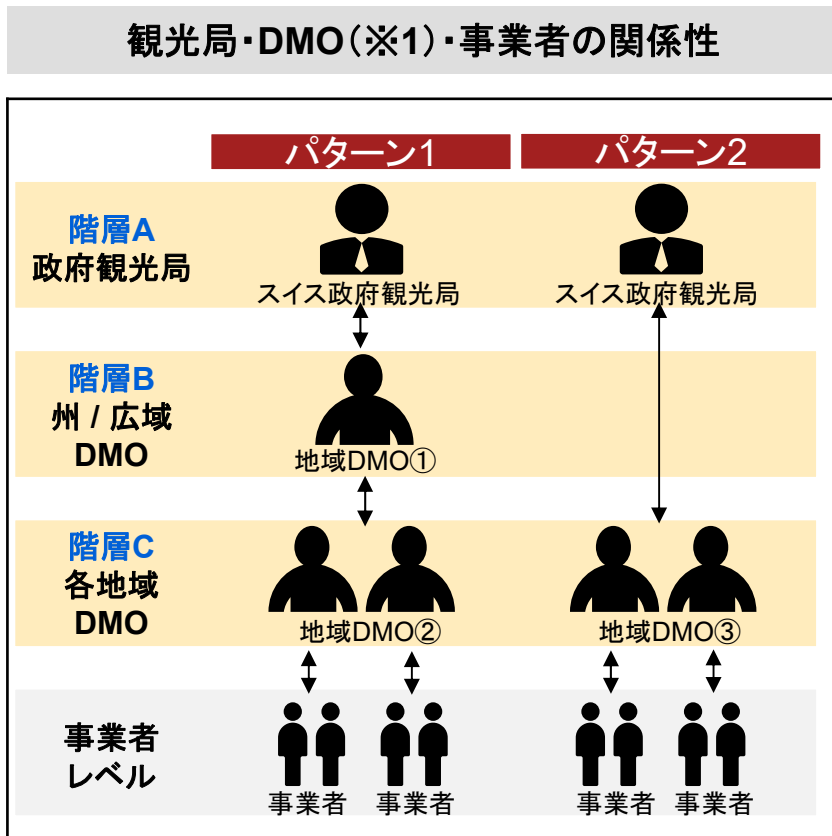 観光局・DMO（※1）・事業者の関係性
パターン1
パターン2
階層A
政府観光局
スイス政府観光局
スイス政府観光局
階層B
州 / 広域
DMO
地域DMO①
階層C
各地域
DMO
地域DMO②
地域DMO③
事業者
レベル
事業者
事業者
事業者
事業者